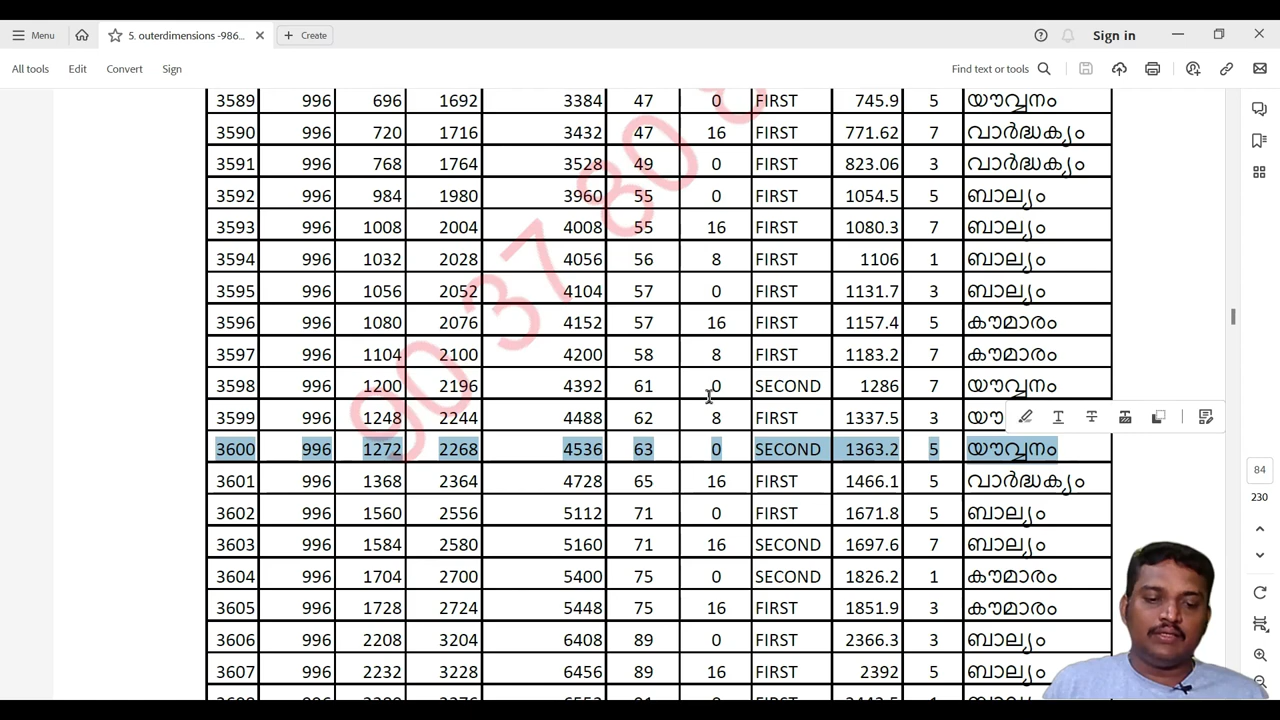 Menu 5. outerdimensions -986... Create Sign in
All tools Edit Convert Sign Find text or tools
3589 996 696 1692 3384 47 0 FIRST 745.9 5 യൗവ്വനം
3590 996 720 1716 3432 47 16 FIRST 771.62 7 വാർദ്ധക്യം
3591 996 768 1764 3528 49 0 FIRST 823.06 3 വാർദ്ധക്യം
3592 996 984 1980 3960 55 0 FIRST 1054.5 5 ബാല്യം
3593 996 1008 2004 4008 55 16 FIRST 1080.3 7 ബാല്യം
3594 996 1032 2028 4056 56 8 FIRST 1106 1 ബാല്യം
3595 996 1056 2052 4104 57 0 FIRST 1131.7 3 ബാല്യം
3596 996 1080 2076 4152 57 16 FIRST 1157.4 5 കൗമാരം
3597 996 1104 2100 4200 58 8 FIRST 1183.2 7 കൗമാരം
3598 996 1200 2196 4392 61 0 SECOND 1286 7 യൗവ്വനം
3599 996 1248 2244 4488 62 8 FIRST 1337.5 3
3600 996 1272 2268 4536 63 0 SECOND 1363.2 5 യൗവ്വനം
3601 996 1368 2364 4728 65 16 FIRST 1466.1 5 വാർദ്ധക്യം
3602 996 1560 2556 5112 71 0 FIRST 1671.8 5 ബാല്യം
3603 996 1584 2580 5160 71 16 SECOND 1697.6 7 ബാല്യം
3604 996 1704 2700 5400 75 0 SECOND 1826.2 1 കൗമാരം
3605 996 1728 2724 5448 75 16 FIRST 1851.9 3 കൗമാരം
3606 996 2208 3204 6408 89 0 FIRST 2366.3 3 ബാല്യം
3607 996 2232 3228 6456 89 16 FIRST 2392 5 ബാല്യം
90 37 80
84
230